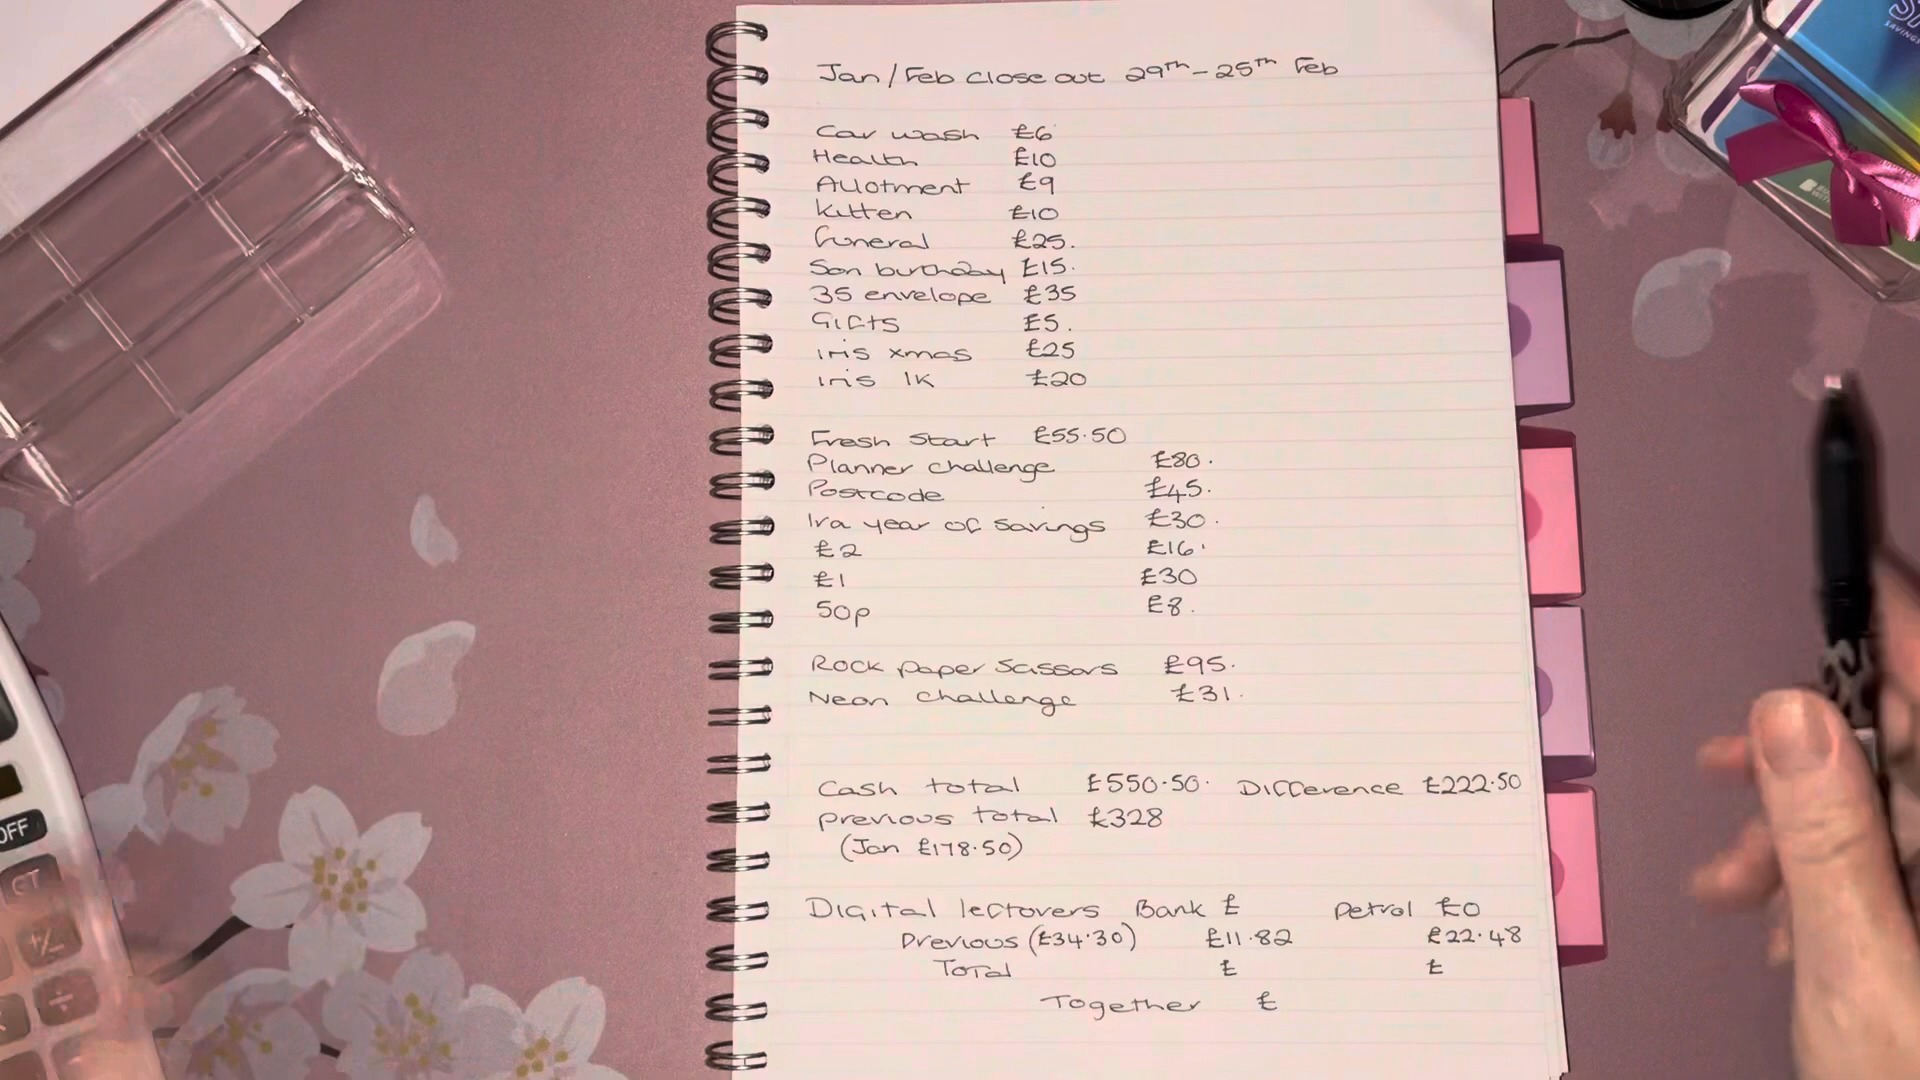 Jan/Feb close out 29th - 25th Feb
Car wash £6
Health £10
Allotment £9
Kitten £10
Funeral £25.
Son birthday £15.
35 envelope £35
Gifts £5.
Iris xmas £25
Iris 1K £20
Fresh Start £55.50
Planner challenge £80.
Postcode £45.
1ra year of savings £30.
£2 £16.
£1 £30
50p £8.
Rock paper Scissors £95.
Neon challenge £31.
Cash total £550.50. Difference £222.50
previous total £328
(Jan £178.50)
Digital leftovers Bank £ Petrol £0
Previous (£34.30) £11.82 £22.48
Total £ £
Together £
OFF
GT
+/-
÷